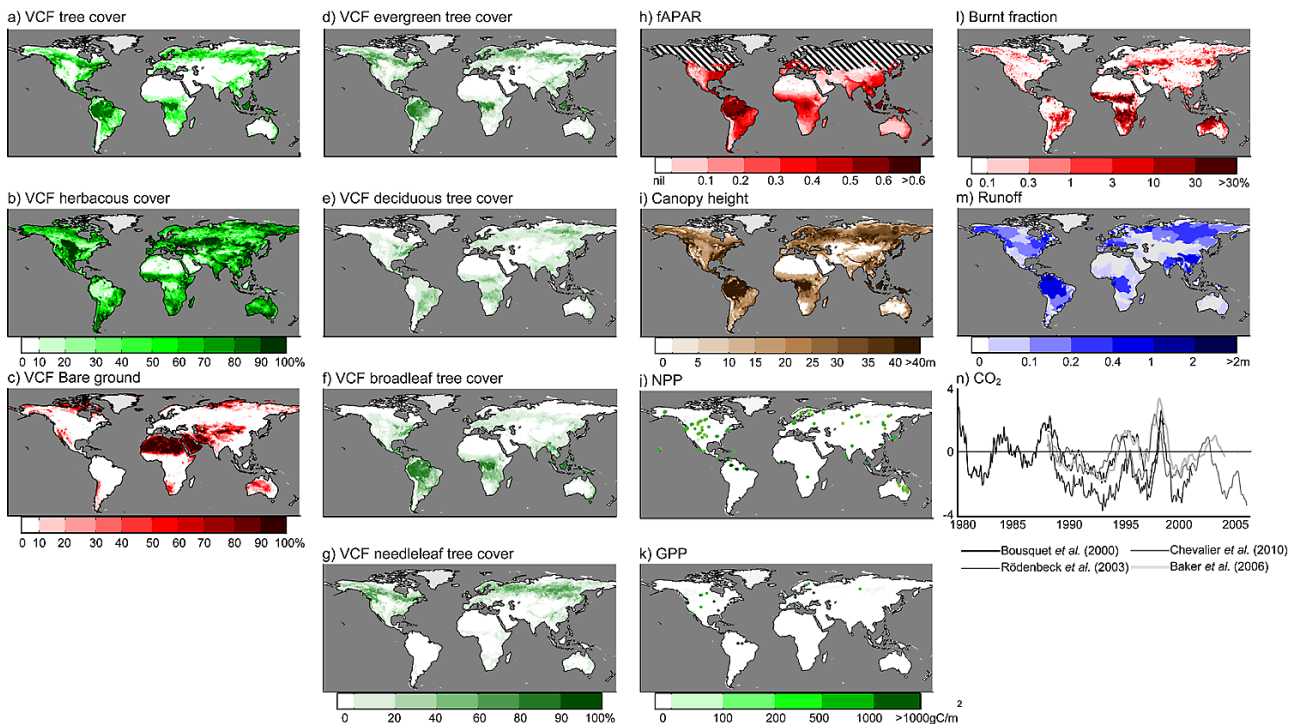 a) VCF tree cover
d) VCF evergreen tree cover
h) fAPAR
l) Burnt fraction
nil 0.1 0.2 0.3 0.4 0.5 0.6 >0.6
0 0.1 0.3 1 3 10 30 >30%
b) VCF herbacous cover
e) VCF deciduous tree cover
i) Canopy height
m) Runoff
0 10 20 30 40 50 60 70 80 90 100%
0 5 10 15 20 25 30 35 40 >40m
0 0.1 0.2 0.4 1 2 >2m
c) VCF Bare ground
f) VCF broadleaf tree cover
j) NPP
n) CO₂
4
0
-4
1980 1985 1990 1995 2000 2005
0 10 20 30 40 50 60 70 80 90 100%
Bousquet et al. (2000)
Chevalier et al. (2010)
Rödenbeck et al. (2003)
Baker et al. (2006)
g) VCF needleleaf tree cover
k) GPP
0 20 40 60 80 100%
0 100 200 500 1000 >1000gC/m
2